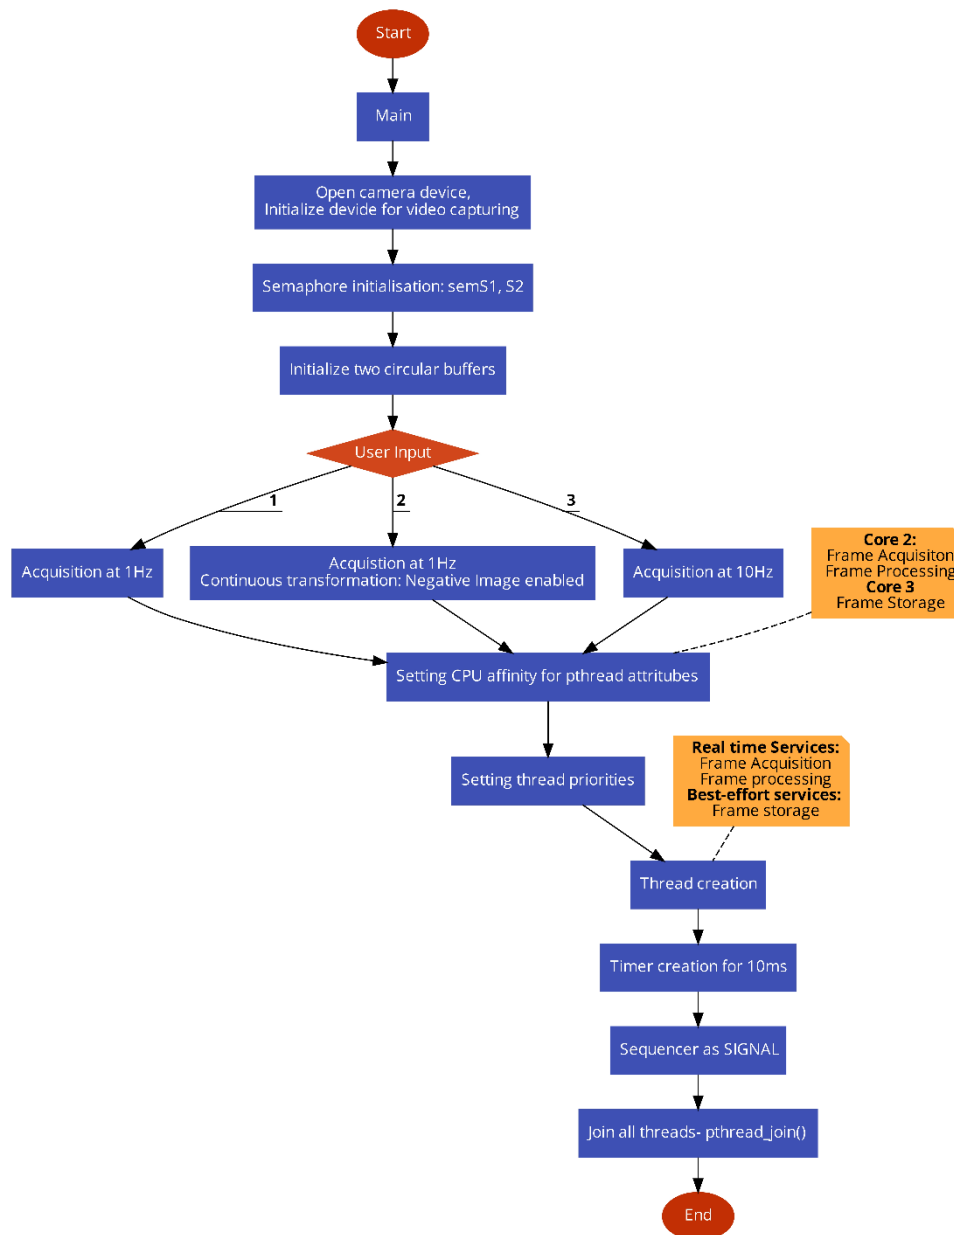 Start
Main
Open camera device,
Initialize devide for video capturing
Semaphore initialisation: semS1, S2
Initialize two circular buffers
User Input
1
2
3
Acquisition at 1Hz
Acquistion at 1Hz
Continuous transformation: Negative Image enabled
Acquisition at 10Hz
Core 2:
Frame Acquisiton
Frame Processing
Core 3
Frame Storage
Setting CPU affinity for pthread attritubes
Setting thread priorities
Real time Services:
Frame Acquisition
Frame processing
Best-effort services:
Frame storage
Thread creation
Timer creation for 10ms
Sequencer as SIGNAL
Join all threads- pthread_join()
End